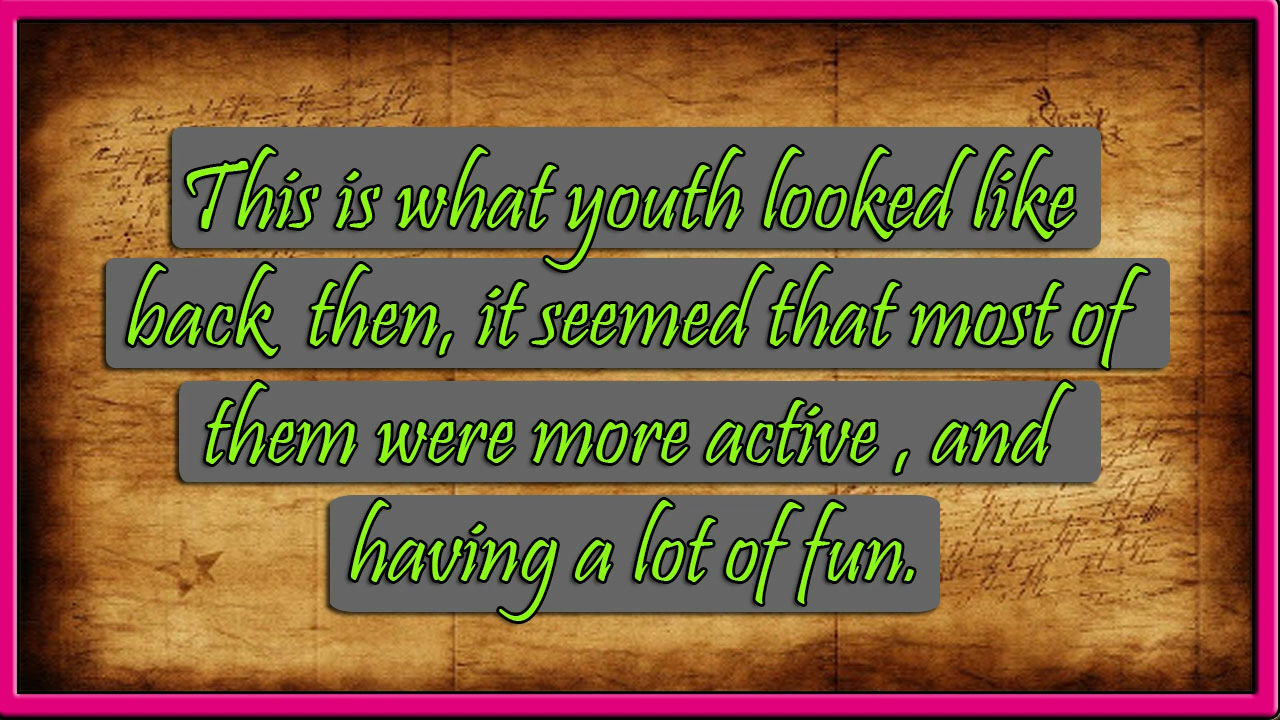 This is what youth looked like
back then, it seemed that most of
them were more active , and
having a lot of fun.